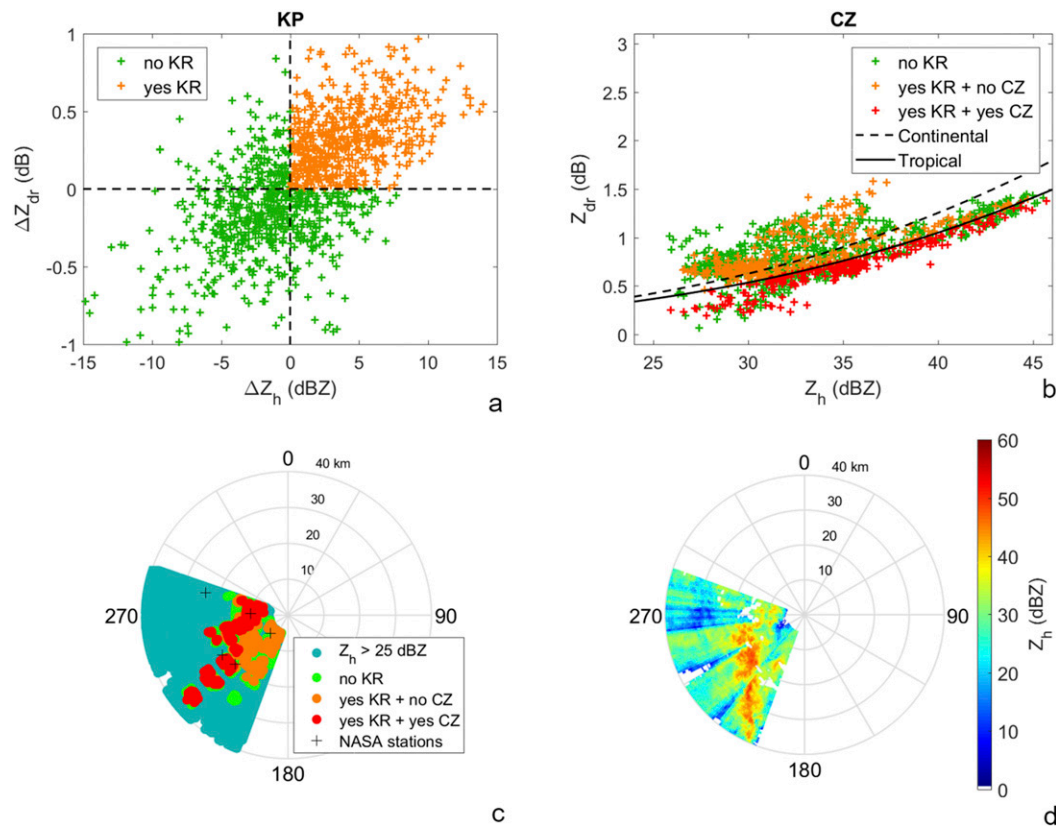 KP
no KR
yes KR
1
0.5
0
-0.5
-1
ΔZdr (dB)
-15 -10 -5 0 5 10 15
ΔZh (dBZ)
a
CZ
no KR
yes KR + no CZ
yes KR + yes CZ
Continental
Tropical
3
2.5
2
1.5
1
0.5
0
Zdr (dB)
25 30 35 40 45
Zh (dBZ)
b
0
40 km
30
20
10
270
90
180
Zh > 25 dBZ
no KR
yes KR + no CZ
yes KR + yes CZ
NASA stations
c
0
40 km
30
20
10
270
90
180
60
50
40
30
20
10
0
Zh (dBZ)
d